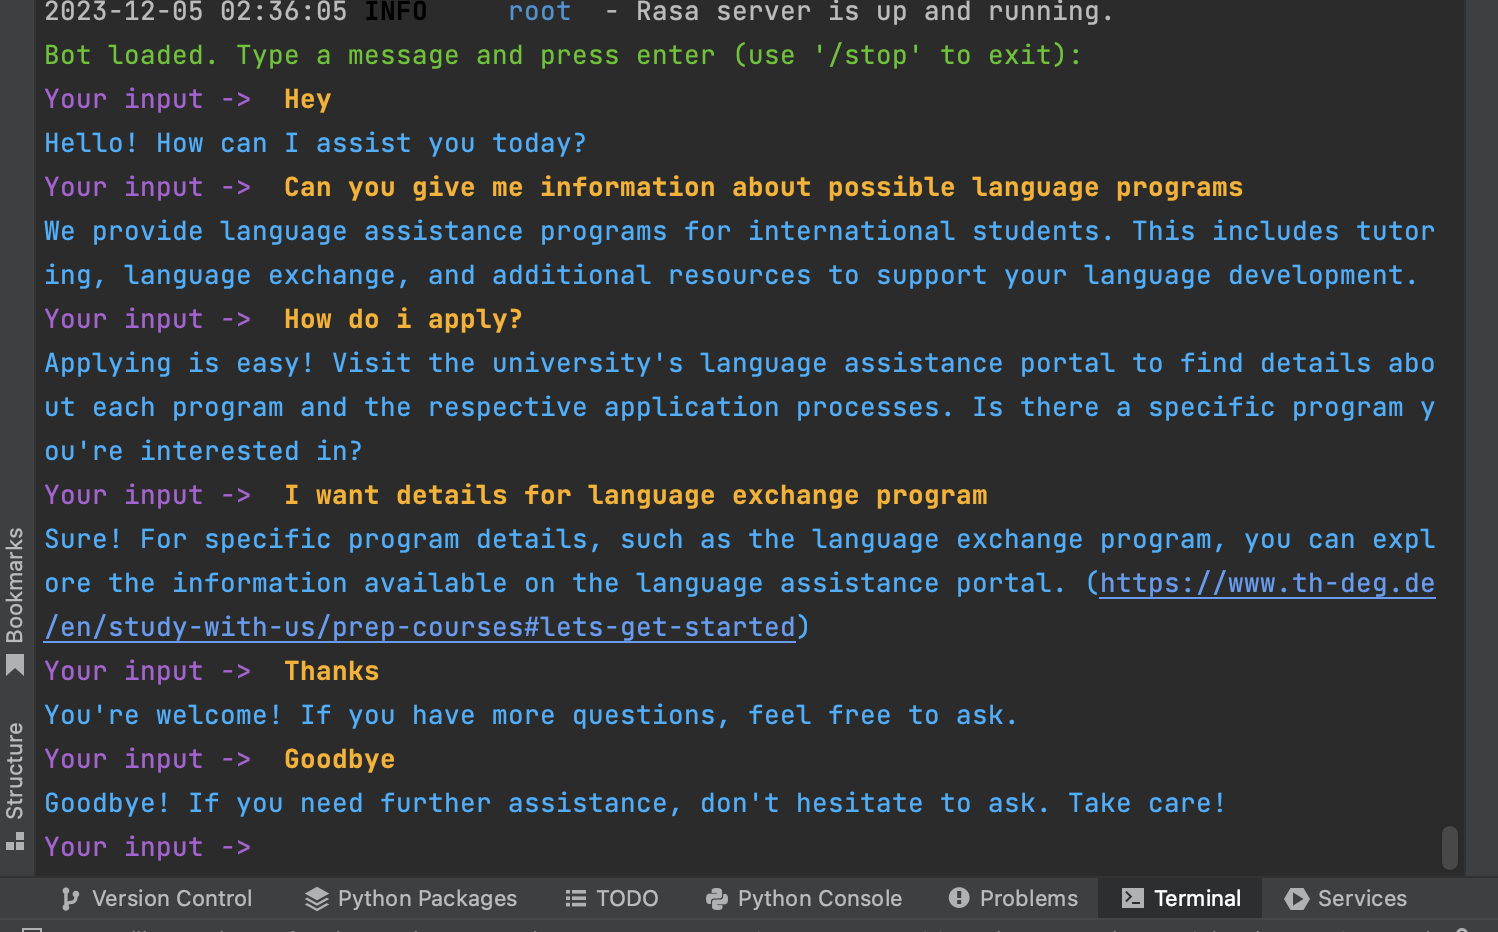 2023-12-05 02:36:05 INFO     root  - Rasa server is up and running.
Bot loaded. Type a message and press enter (use '/stop' to exit):
Your input ->  Hey
Hello! How can I assist you today?
Your input ->  Can you give me information about possible language programs
We provide language assistance programs for international students. This includes tutor
ing, language exchange, and additional resources to support your language development.
Your input ->  How do i apply?
Applying is easy! Visit the university's language assistance portal to find details abo
ut each program and the respective application processes. Is there a specific program y
ou're interested in?
Your input ->  I want details for language exchange program
Sure! For specific program details, such as the language exchange program, you can expl
ore the information available on the language assistance portal. (https://www.th-deg.de
/en/study-with-us/prep-courses#lets-get-started)
Your input ->  Thanks
You're welcome! If you have more questions, feel free to ask.
Your input ->  Goodbye
Goodbye! If you need further assistance, don't hesitate to ask. Take care!
Your input ->
Bookmarks
Structure
Version Control
Python Packages
TODO
Python Console
Problems
Terminal
Services